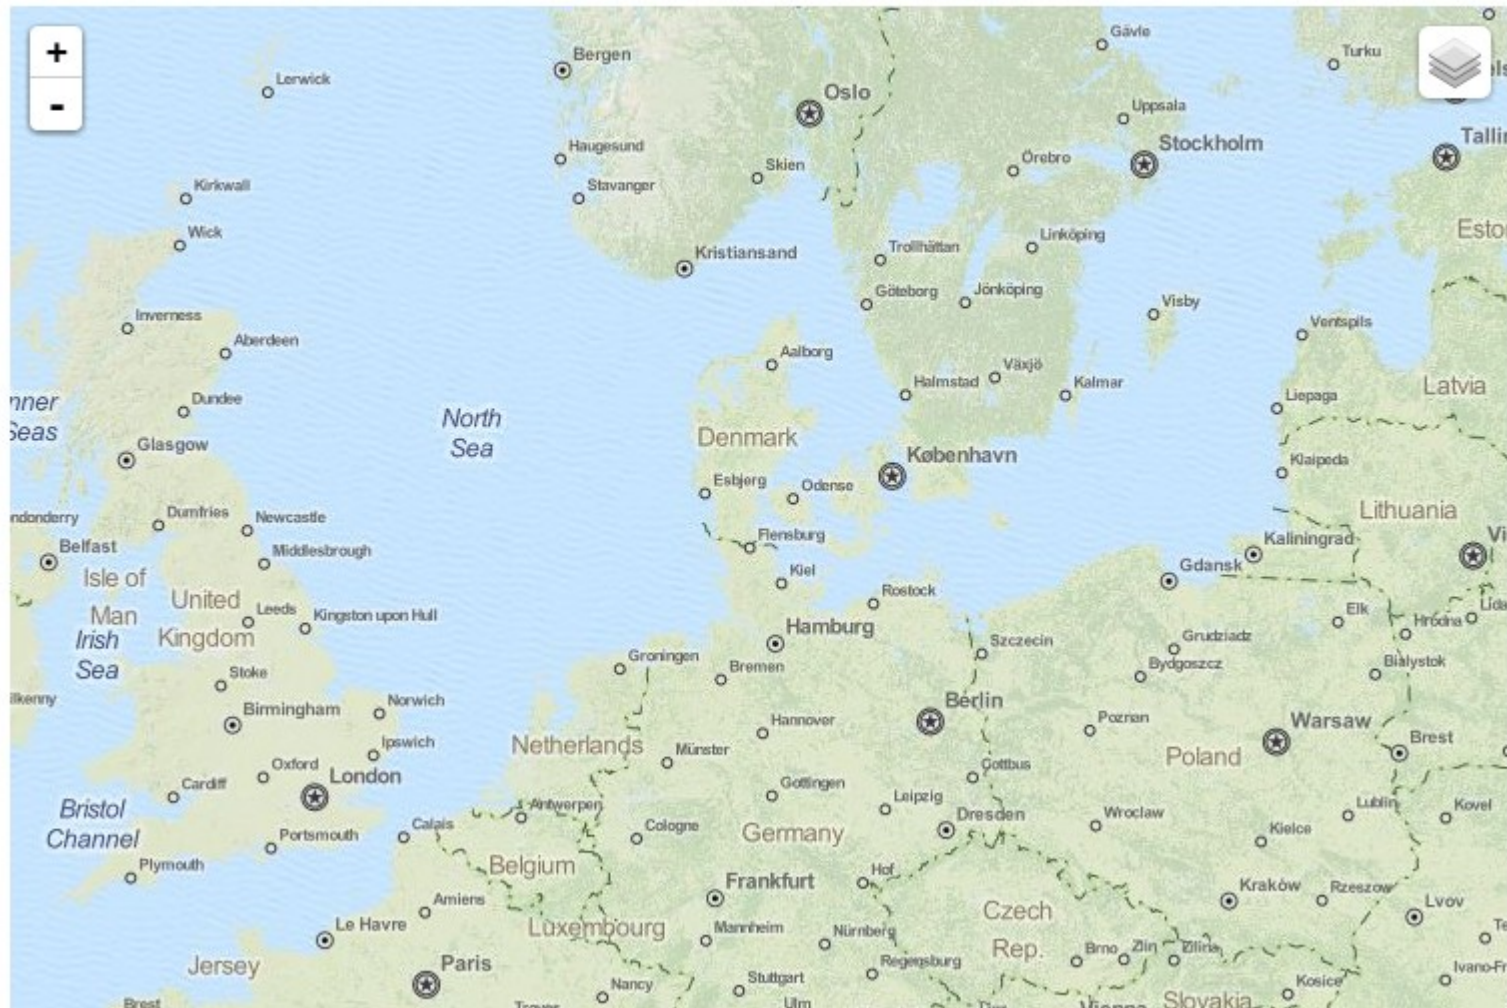 +
-
Gävle
Turku
Bergen
Lerwick
Oslo
Uppsala
Stockholm
Haugesund
Skien
Örebro
Kirkwall
Stavanger
Wick
Linköping
Trollhättan
Kristiansand
Göteborg
Jönköping
Visby
Inverness
Ventspils
Aberdeen
Aalborg
Växjö
Halmstad
Kalmar
Latvia
Dundee
Liepaga
North
Sea
Denmark
Glasgow
København
Klaipeda
Esbjerg
Odense
Lithuania
Dumfries
Newcastle
Flensburg
Kaliningrad
Belfast
Middlesbrough
Gdansk
Isle of
Man
Kiel
United
Kingdom
Rostock
Leeds
Kingston upon Hull
Elk
Hrodna
Irish
Sea
Hamburg
Szczecin
Grudziadz
Groningen
Bremen
Bydgoszcz
Bialystok
Stoke
Norwich
Berlin
Birmingham
Hannover
Poznan
Warsaw
Brest
Ipswich
Netherlands
Münster
Poland
Oxford
London
Cottbus
Cardiff
Gottingen
Leipzig
Lublin
Kovel
Bristol
Channel
Antwerpen
Dresden
Wroclaw
Calais
Cologne
Germany
Kielce
Portsmouth
Plymouth
Belgium
Hof
Frankfurt
Kraków
Rzeszow
Amiens
Lvov
Czech
Rep.
Le Havre
Luxembourg
Mannheim
Nürnberg
Brno
Zlin
Zilina
Jersey
Paris
Regensburg
Stuttgart
Nancy
Kosice
Slovakia
Brest
Ulm
Vienna